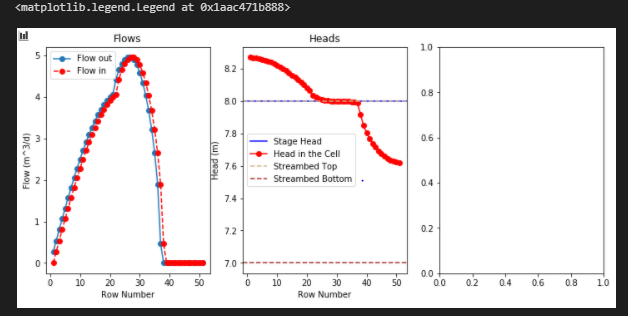 <matplotlib.legend.Legend at 0x1aac471b888>
Flows
Flow out
Flow in
5
4
3
2
1
0
Flow (m^3/d)
0 10 20 30 40 50
Row Number
Heads
8.2
8.0
7.8
7.6
7.4
7.2
7.0
Head (m)
Stage Head
Head in the Cell
Streambed Top
Streambed Bottom
0 10 20 30 40 50
Row Number
1.0
0.8
0.6
0.4
0.2
0.0
0.0 0.2 0.4 0.6 0.8 1.0